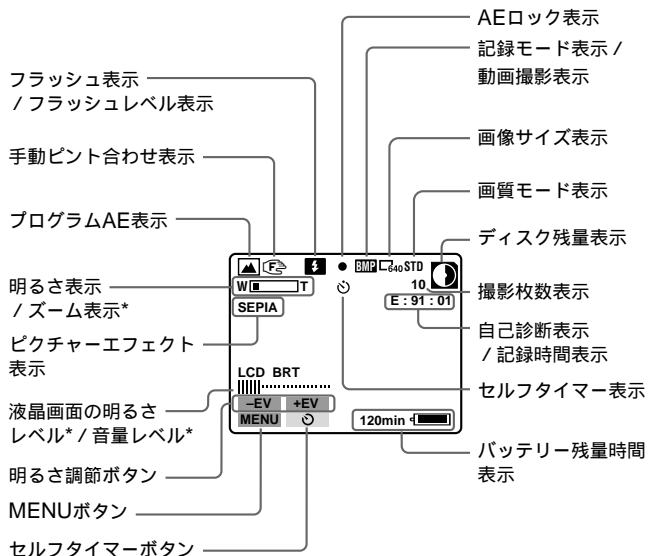 AEロック表示
記録モード表示 /
動画撮影表示
フラッシュ表示
/ フラッシュレベル表示
画像サイズ表示
手動ピント合わせ表示
画質モード表示
プログラムAE表示
ディスク残量表示
明るさ表示
/ ズーム表示*
撮影枚数表示
ピクチャーエフェクト
表示
自己診断表示
/ 記録時間表示
液晶画面の明るさ
レベル* / 音量レベル*
セルフタイマー表示
明るさ調節ボタン
バッテリー残量時間
表示
MENUボタン
セルフタイマーボタン
F
BMP 640 STD
W T
10
SEPIA
E : 91 : 01
LCD BRT
–EV +EV
MENU
120min